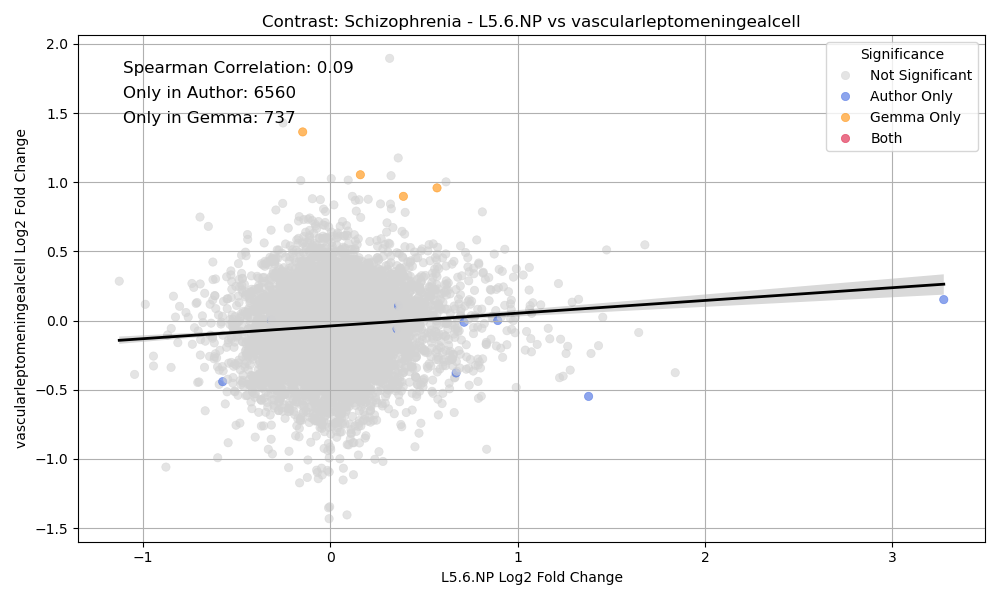 Contrast: Schizophrenia - L5.6.NP vs vascularleptomeningealcell
Spearman Correlation: 0.09
Only in Author: 6560
Only in Gemma: 737
Significance
Not Significant
Author Only
Gemma Only
Both
2.0
1.5
1.0
0.5
0.0
−0.5
−1.0
−1.5
vascularleptomeningealcell Log2 Fold Change
−1
0
1
2
3
L5.6.NP Log2 Fold Change